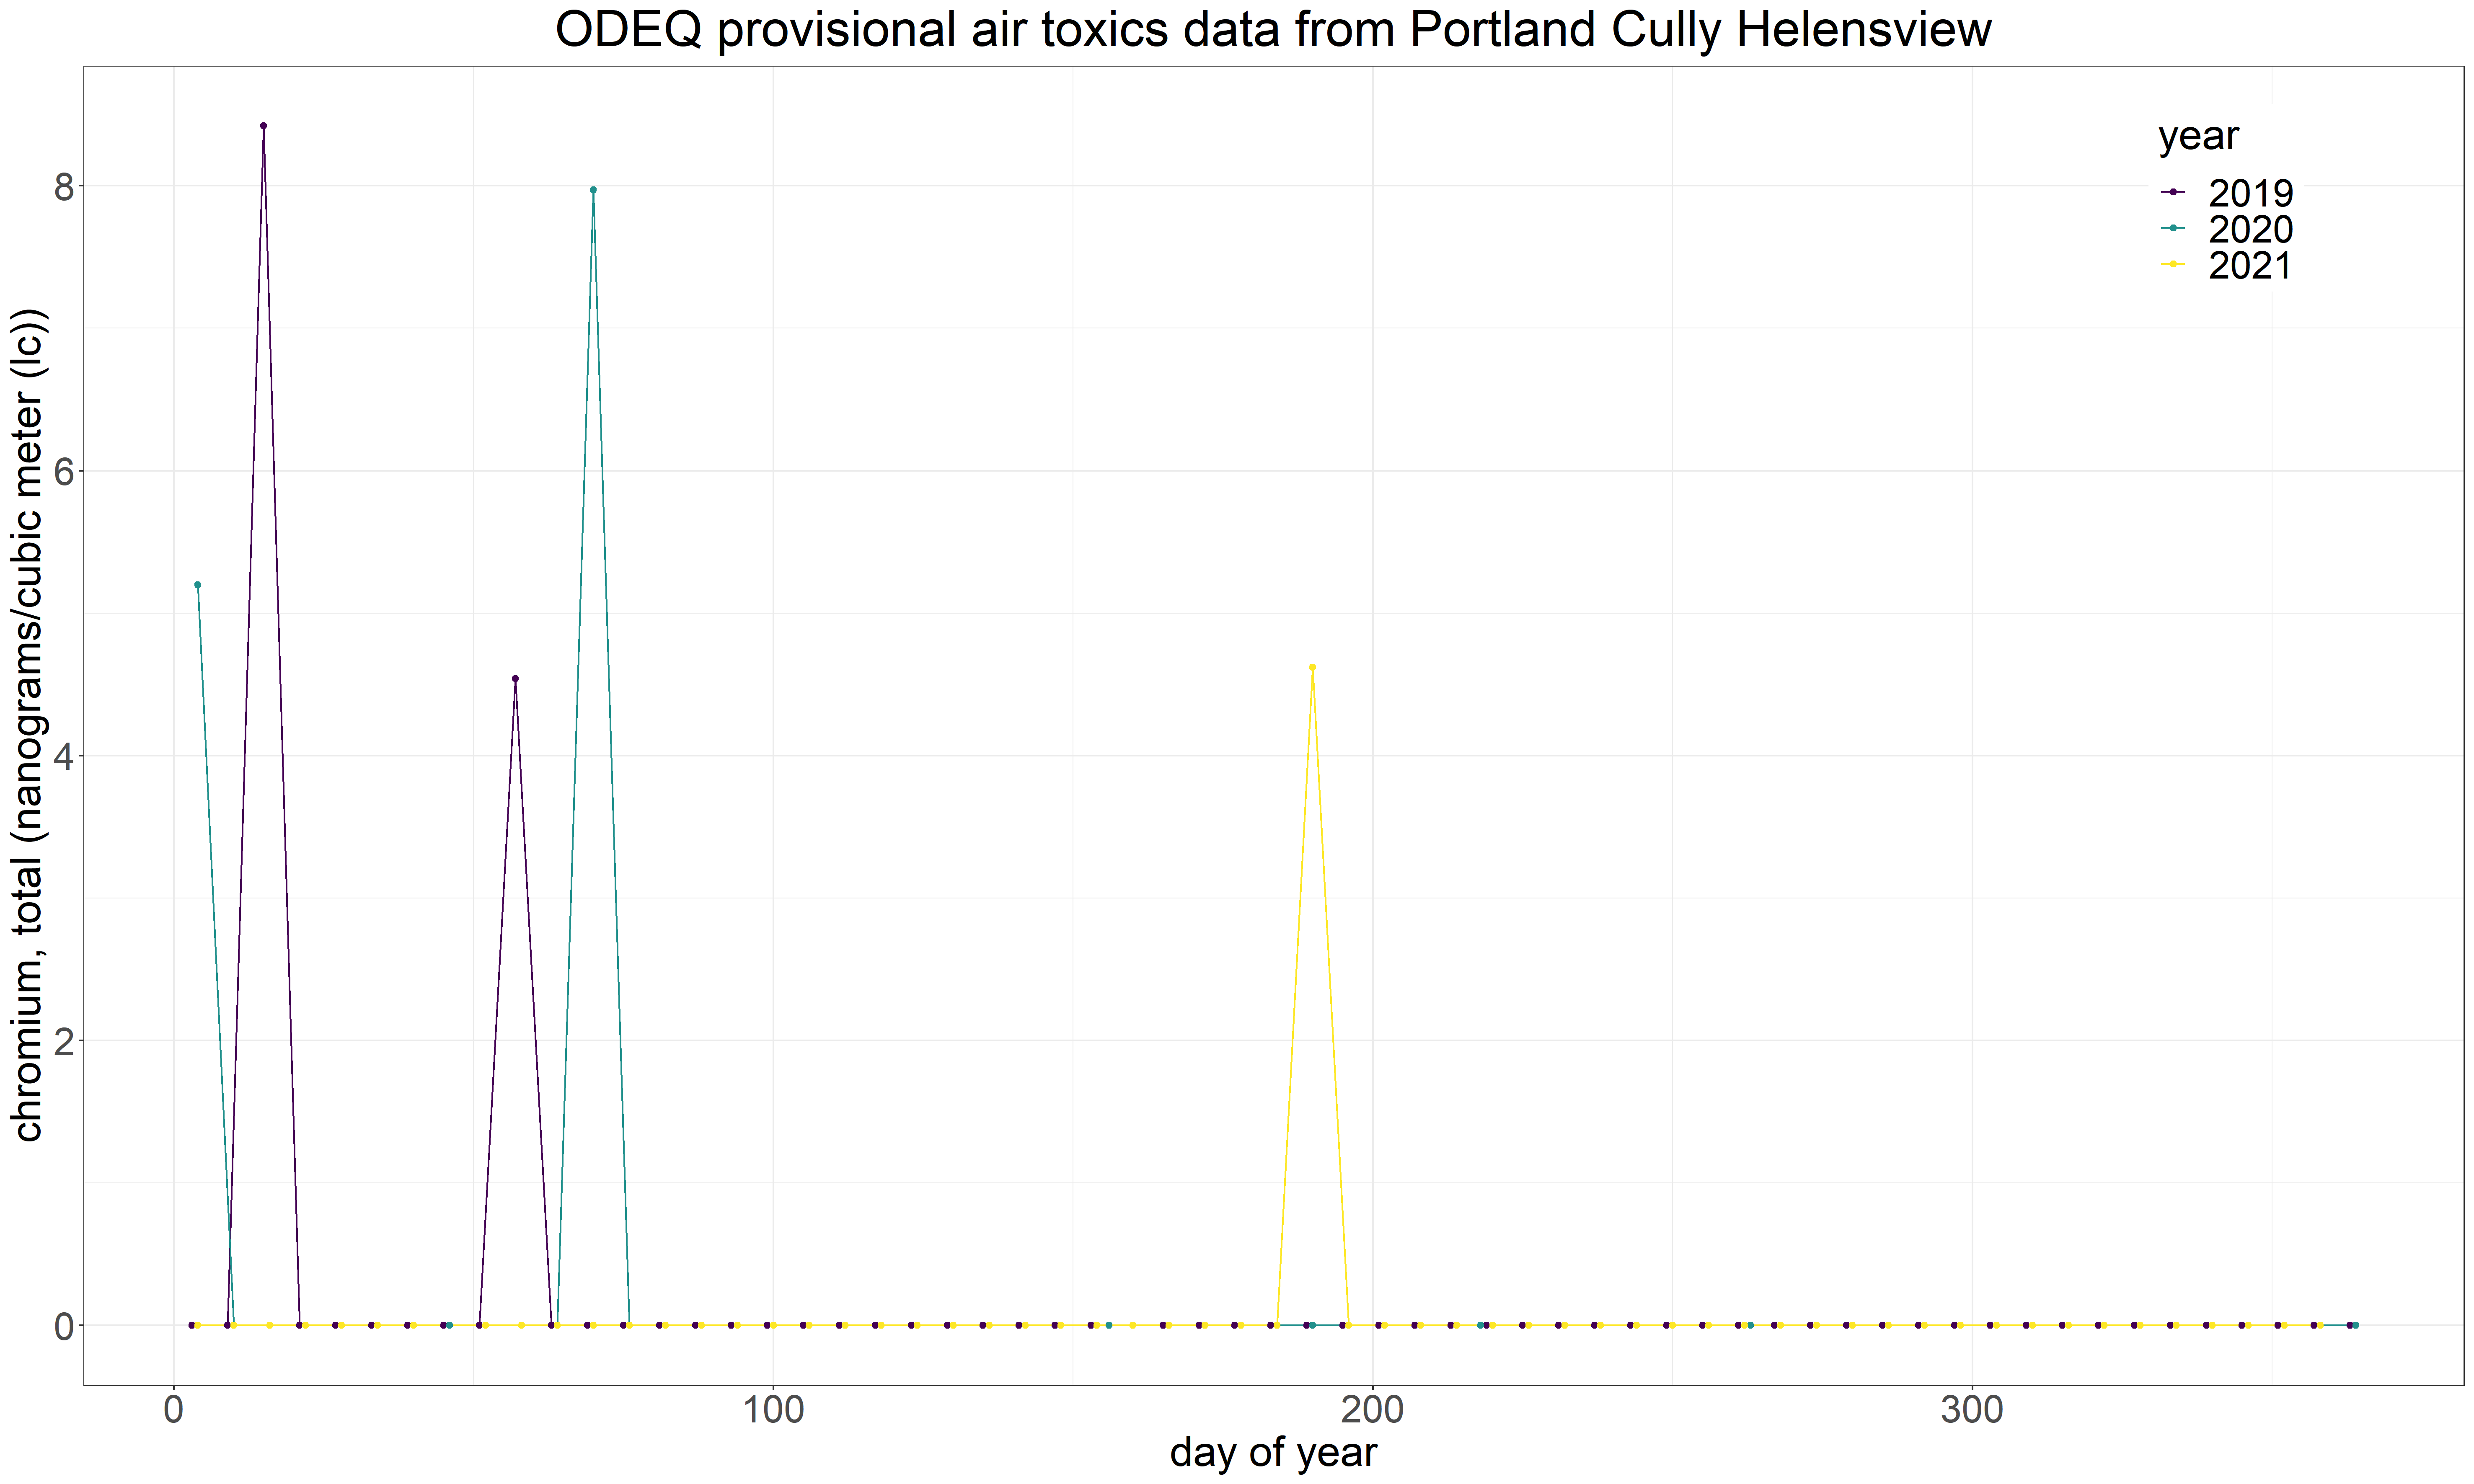 ODEQ provisional air toxics data from Portland Cully Helensview
year
2019
2020
2021
chromium, total (nanograms/cubic meter (lc))
8
6
4
2
0
0 100 200 300
day of year